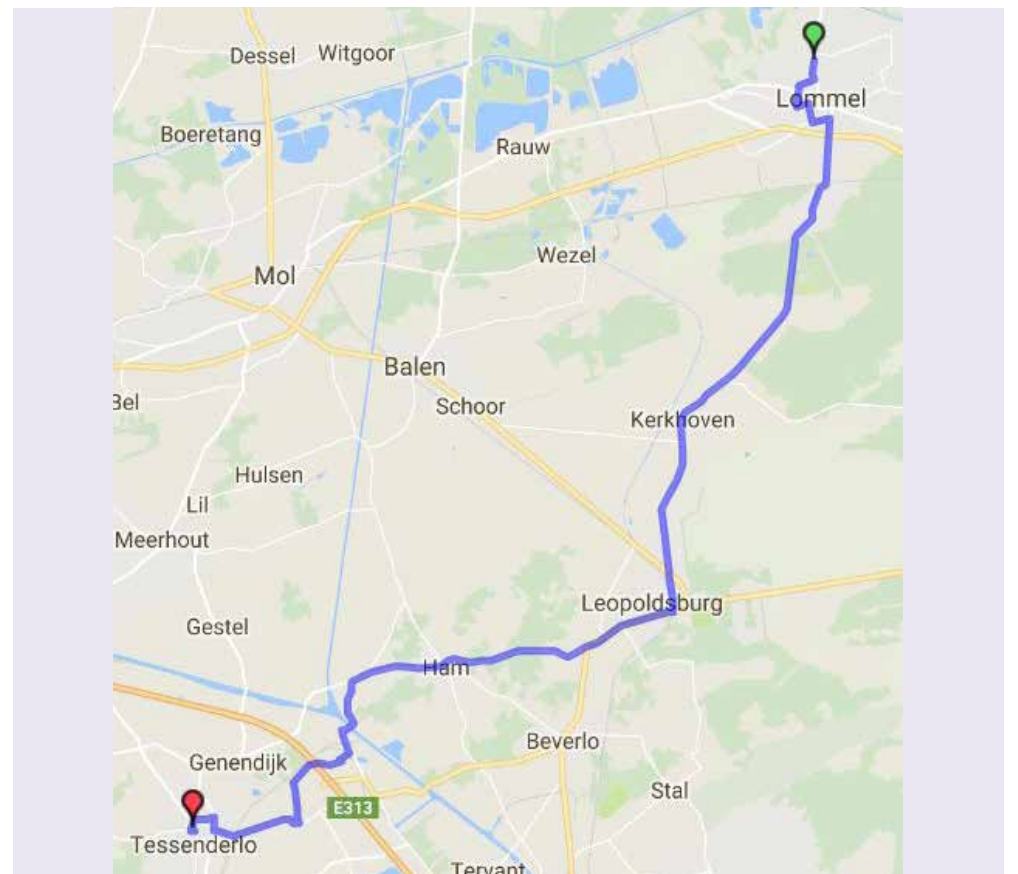 Dessel
Witgoor
Lommel
Boeretang
Rauw
Wezel
Mol
Balen
Bel
Schoor
Kerkhoven
Hulsen
Lil
Meerhout
Leopoldsburg
Gestel
Ham
Beverlo
Genendijk
Stal
E313
Tessenderlo
Tervant